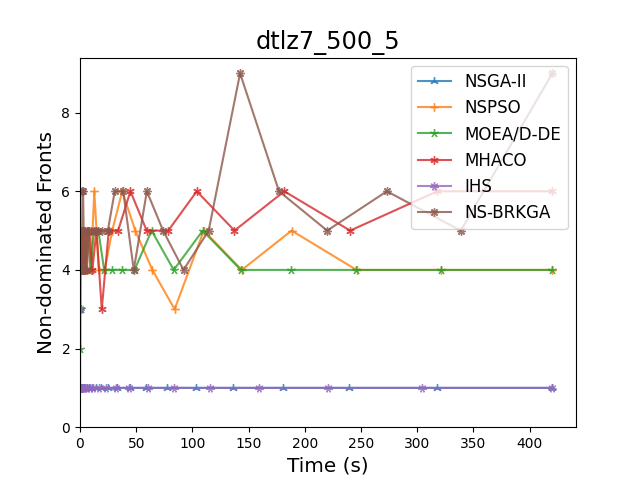 dtlz7_500_5
Non-dominated Fronts
8
6
4
2
0
NSGA-II
NSPSO
MOEA/D-DE
MHACO
IHS
NS-BRKGA
0 50 100 150 200 250 300 350 400
Time (s)